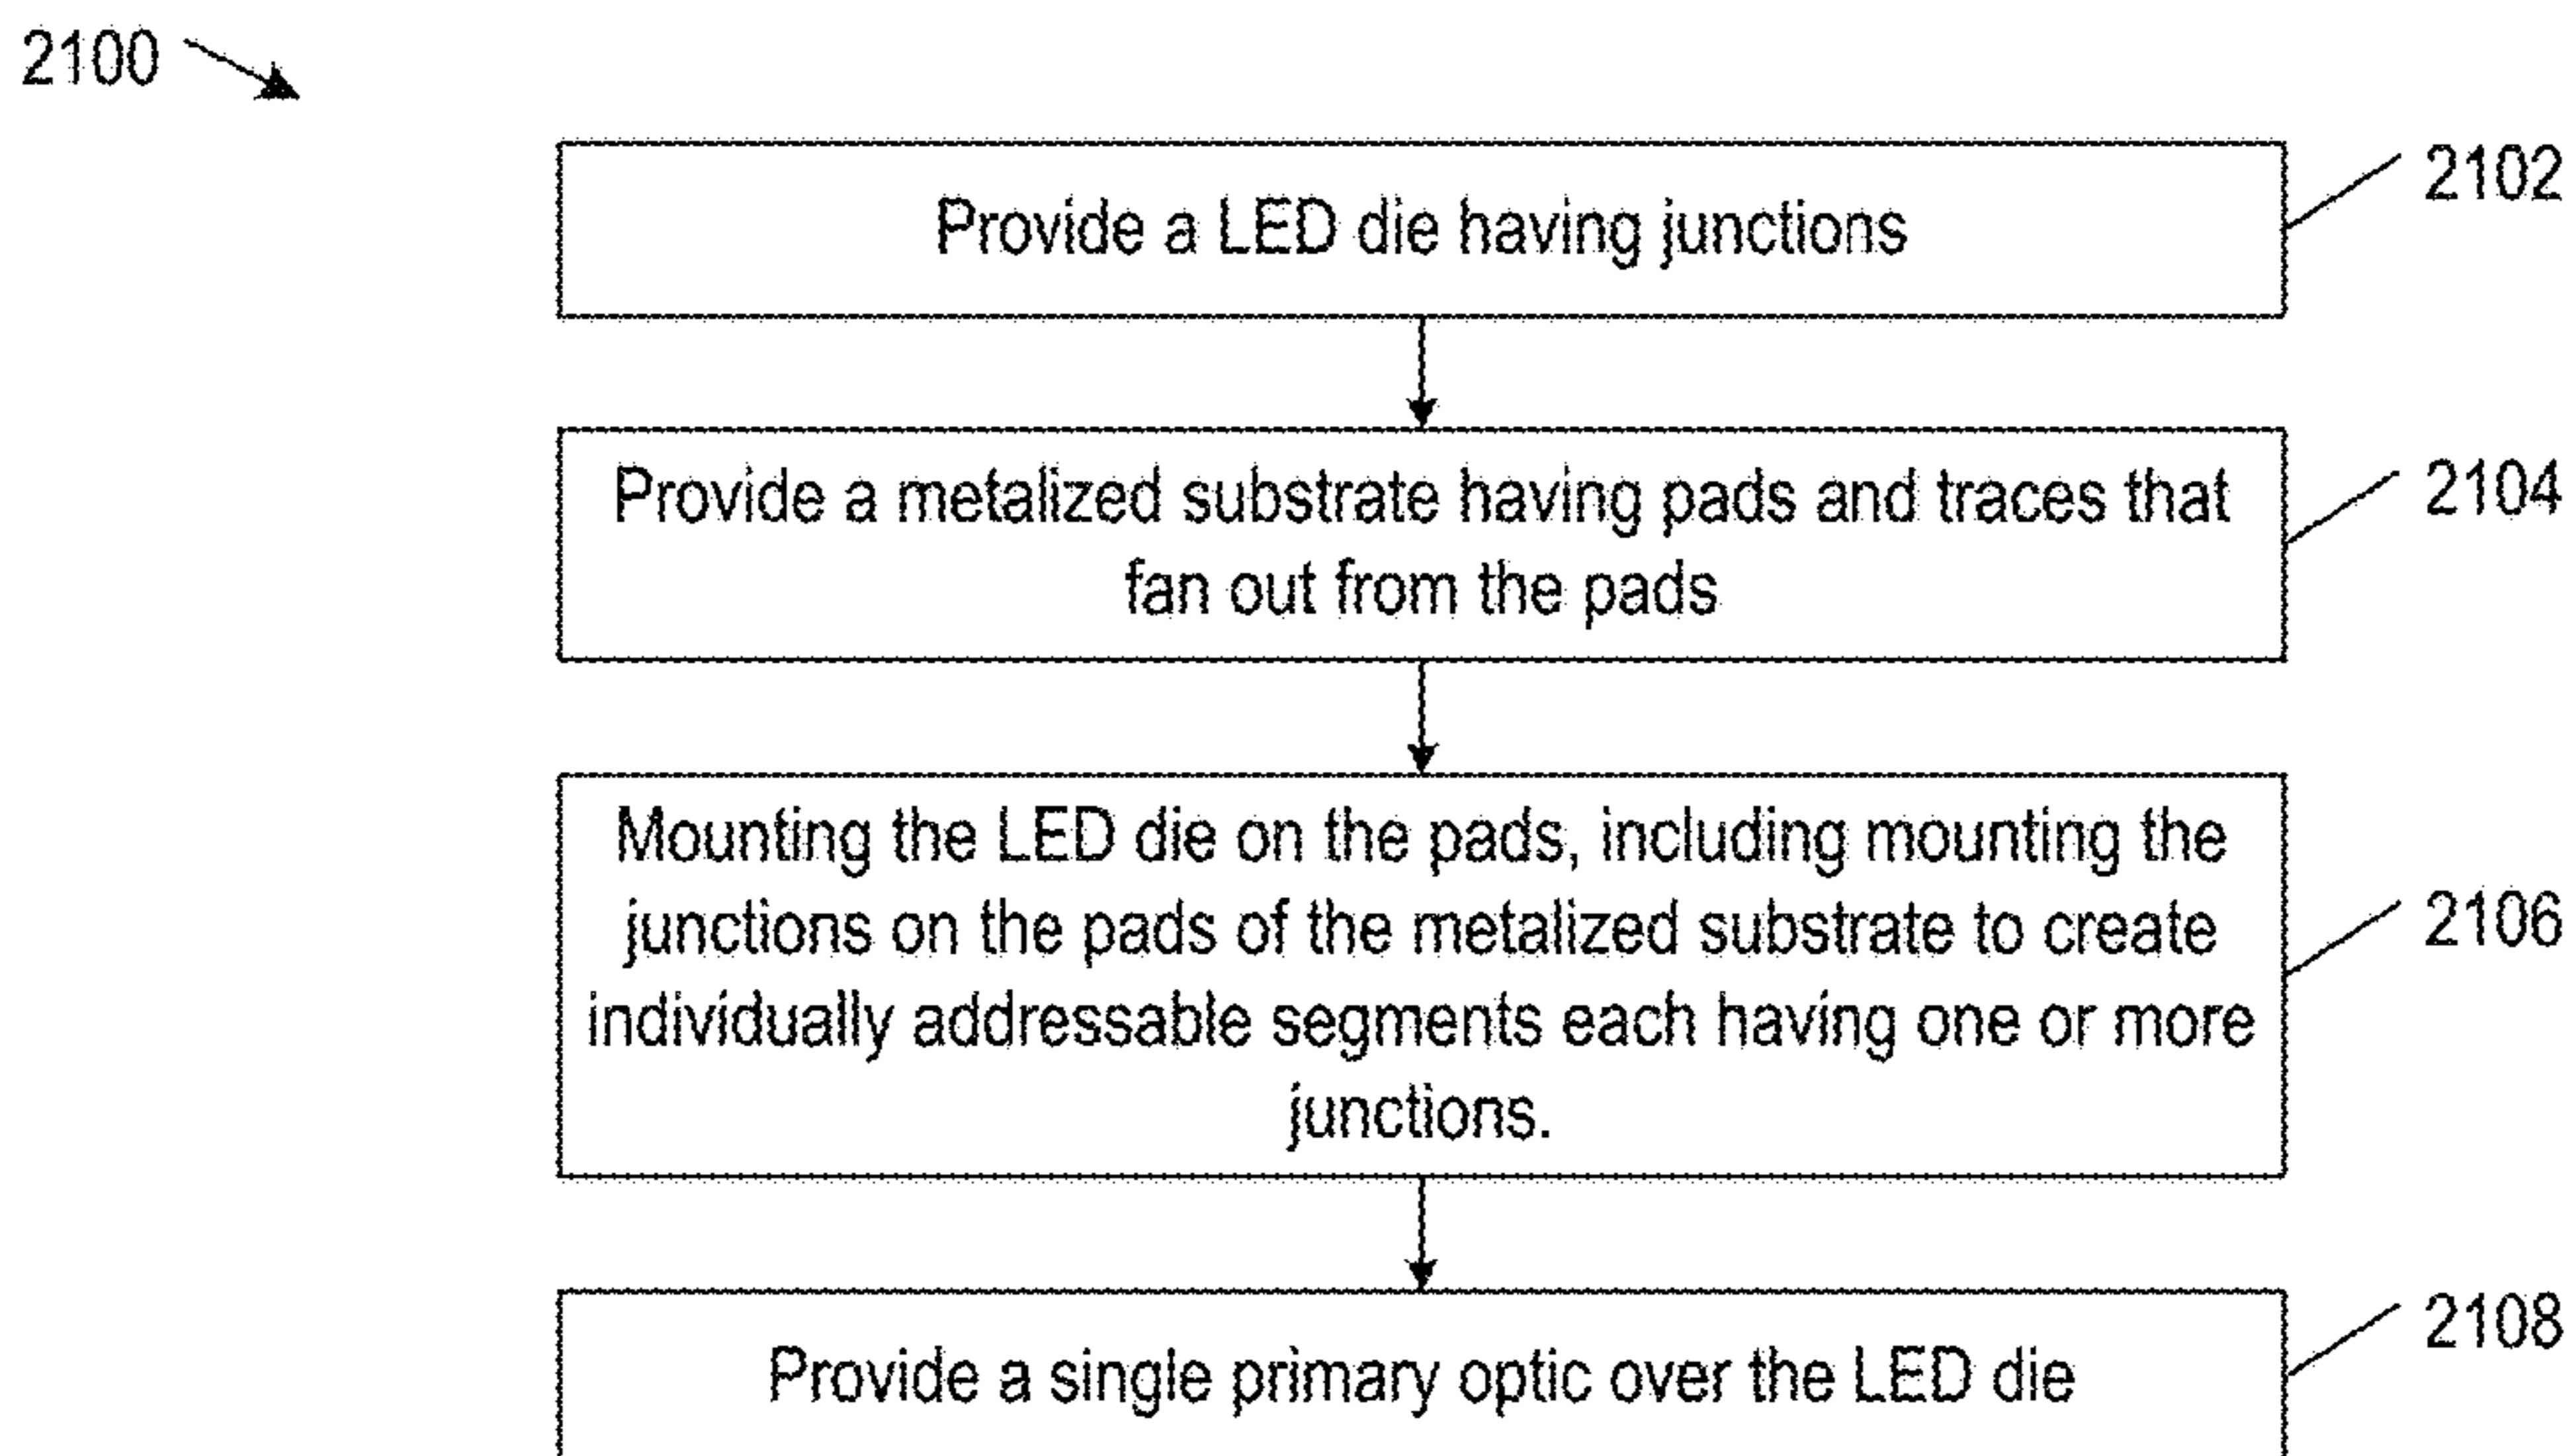 2100
Provide a LED die having junctions
2102
Provide a metalized substrate having pads and traces that
fan out from the pads
2104
Mounting the LED die on the pads, including mounting the
junctions on the pads of the metalized substrate to create
individually addressable segments each having one or more
junctions.
2106
Provide a single primary optic over the LED die
2108